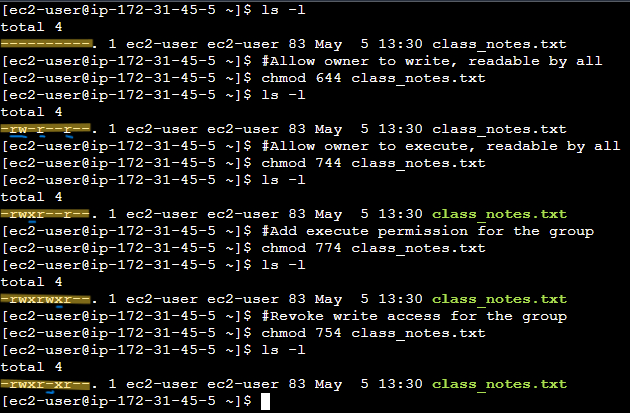 [ec2-user@ip-172-31-45-5 ~]$ ls -l
total 4
----------. 1 ec2-user ec2-user 83 May  5 13:30 class_notes.txt
[ec2-user@ip-172-31-45-5 ~]$ #Allow owner to write, readable by all
[ec2-user@ip-172-31-45-5 ~]$ chmod 644 class_notes.txt
[ec2-user@ip-172-31-45-5 ~]$ ls -l
total 4
-rw-r--r--. 1 ec2-user ec2-user 83 May  5 13:30 class_notes.txt
[ec2-user@ip-172-31-45-5 ~]$ #Allow owner to execute, readable by all
[ec2-user@ip-172-31-45-5 ~]$ chmod 744 class_notes.txt
[ec2-user@ip-172-31-45-5 ~]$ ls -l
total 4
-rwxr--r--. 1 ec2-user ec2-user 83 May  5 13:30 class_notes.txt
[ec2-user@ip-172-31-45-5 ~]$ #Add execute permission for the group
[ec2-user@ip-172-31-45-5 ~]$ chmod 774 class_notes.txt
[ec2-user@ip-172-31-45-5 ~]$ ls -l
total 4
-rwxrwxr--. 1 ec2-user ec2-user 83 May  5 13:30 class_notes.txt
[ec2-user@ip-172-31-45-5 ~]$ #Revoke write access for the group
[ec2-user@ip-172-31-45-5 ~]$ chmod 754 class_notes.txt
[ec2-user@ip-172-31-45-5 ~]$ ls -l
total 4
-rwxr-xr--. 1 ec2-user ec2-user 83 May  5 13:30 class_notes.txt
[ec2-user@ip-172-31-45-5 ~]$